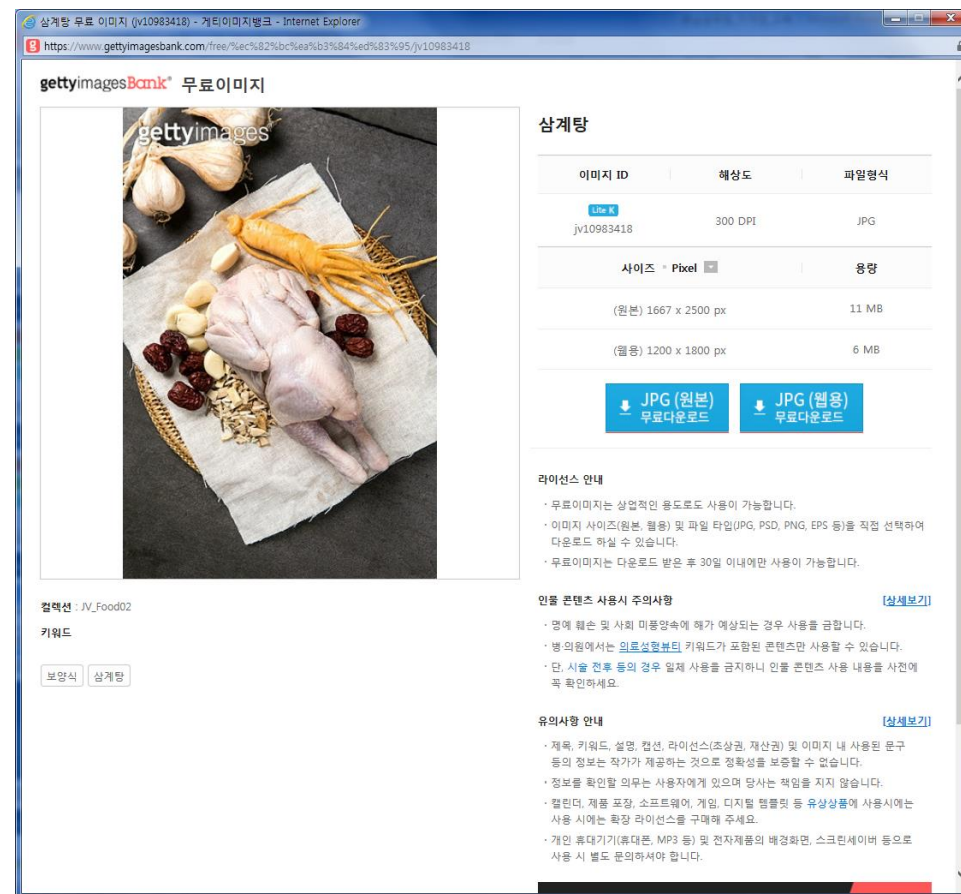 삼계탕 무료 이미지 (jv10983418) - 게티이미지뱅크 - Internet Explorer
https://www.gettyimagesbank.com/free/%ec%82%bc%ea%b3%84%ed%83%95/jv10983418
gettyimagesBank® 무료이미지
gettyimages
삼계탕
이미지 ID 해상도 파일형식
Lite K
jv10983418 300 DPI JPG
사이즈 Pixel 용량
(원본) 1667 x 2500 px 11 MB
(웹용) 1200 x 1800 px 6 MB
JPG (원본) JPG (웹용)
무료다운로드 무료다운로드
라이선스 안내
· 무료이미지는 상업적인 용도로도 사용이 가능합니다.
· 이미지 사이즈(원본, 웹용) 및 파일 타입(JPG, PSD, PNG, EPS 등)을 직접 선택하여
다운로드 하실 수 있습니다.
· 무료이미지는 다운로드 받은 후 30일 이내에만 사용이 가능합니다.
컬렉션 : JV_Food02
키워드
보양식 삼계탕
인물 콘텐츠 사용시 주의사항 [상세보기]
· 명예 훼손 및 사회 미풍양속에 해가 예상되는 경우 사용을 금합니다.
· 병·의원에서는 의료성형뷰티 키워드가 포함된 콘텐츠만 사용할 수 있습니다.
· 단, 시술 전후 등의 경우 일체 사용을 금지하니 인물 콘텐츠 사용 내용을 사전에
꼭 확인하세요.
유의사항 안내 [상세보기]
· 제목, 키워드, 설명, 캡션, 라이선스(초상권, 재산권) 및 이미지 내 사용된 문구
등의 정보는 작가가 제공하는 것으로 정확성을 보증할 수 없습니다.
· 정보를 확인할 의무는 사용자에게 있으며 당사는 책임을 지지 않습니다.
· 캘린더, 제품 포장, 소프트웨어, 게임, 디지털 템플릿 등 유상상품에 사용시에는
사용 시에는 확장 라이선스를 구매해 주세요.
· 개인 휴대기기(휴대폰, MP3 등) 및 전자제품의 배경화면, 스크린세이버 등으로
사용 시 별도 문의하셔야 합니다.